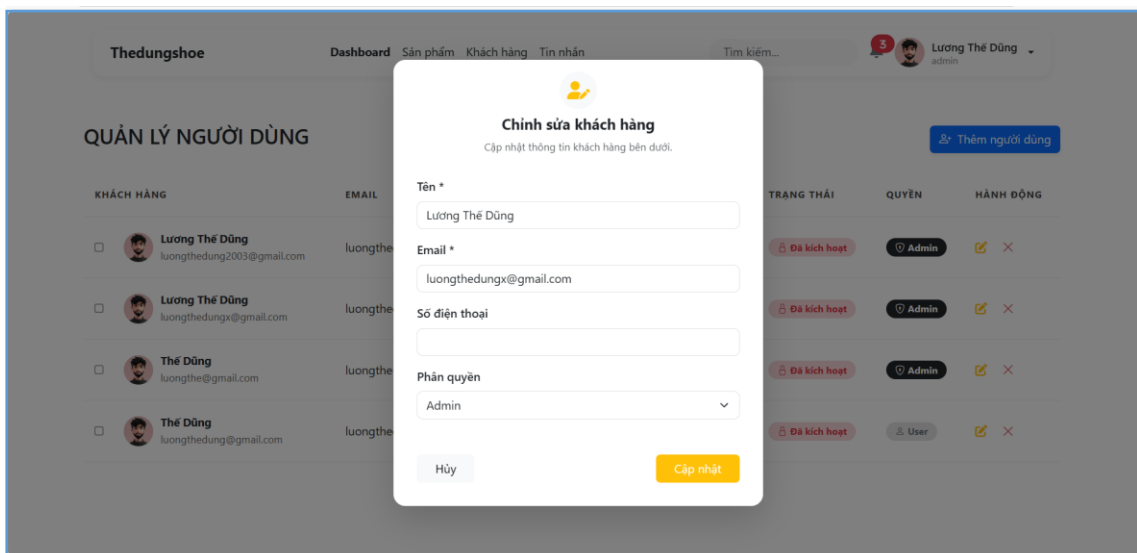 Thedungshoe
Dashboard Sản phẩm Khách hàng Tin nhắn
Tìm kiếm...
3
Lương Thế Dũng
admin
Chỉnh sửa khách hàng
Cập nhật thông tin khách hàng bên dưới.
QUẢN LÝ NGƯỜI DÙNG
Thêm người dùng
KHÁCH HÀNG EMAIL TRẠNG THÁI QUYỀN HÀNH ĐỘNG
Tên *
Lương Thế Dũng
Email *
luongthedungx@gmail.com
Số điện thoại
Phân quyền
Admin
Hủy
Cập nhật
Lương Thế Dũng
luongthedung2003@gmail.com
luongthe
Đã kích hoạt
Admin
Lương Thế Dũng
luongthedungx@gmail.com
luongthe
Đã kích hoạt
Admin
Thế Dũng
luongthe@gmail.com
luongthe
Đã kích hoạt
Admin
Thế Dũng
luongthedung@gmail.com
luongthe
Đã kích hoạt
User